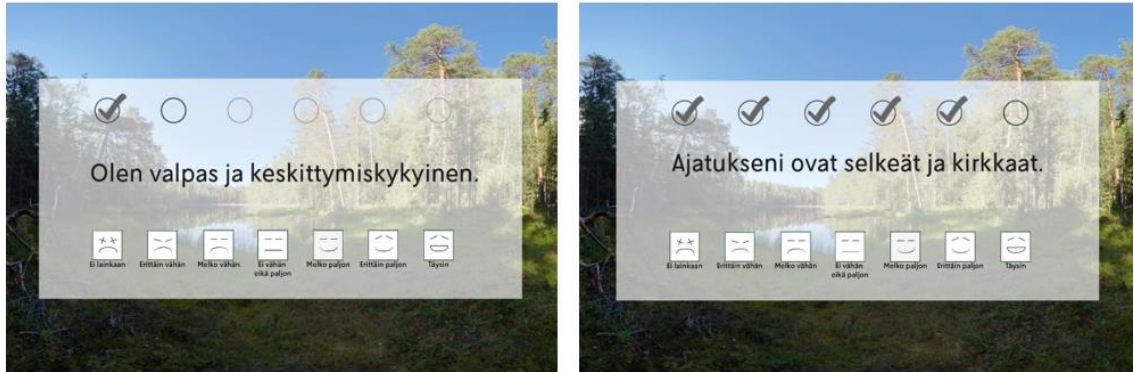 Olen valpas ja keskittymiskykyinen.
Ei lainkaan
Erittäin vähän
Melko vähän
Ei vähän
eikä paljon
Melko paljon
Erittäin paljon
Täysin
Ajatukseni ovat selkeät ja kirkkaat.
Ei lainkaan
Erittäin vähän
Melko vähän
Ei vähän
eikä paljon
Melko paljon
Erittäin paljon
Täysin